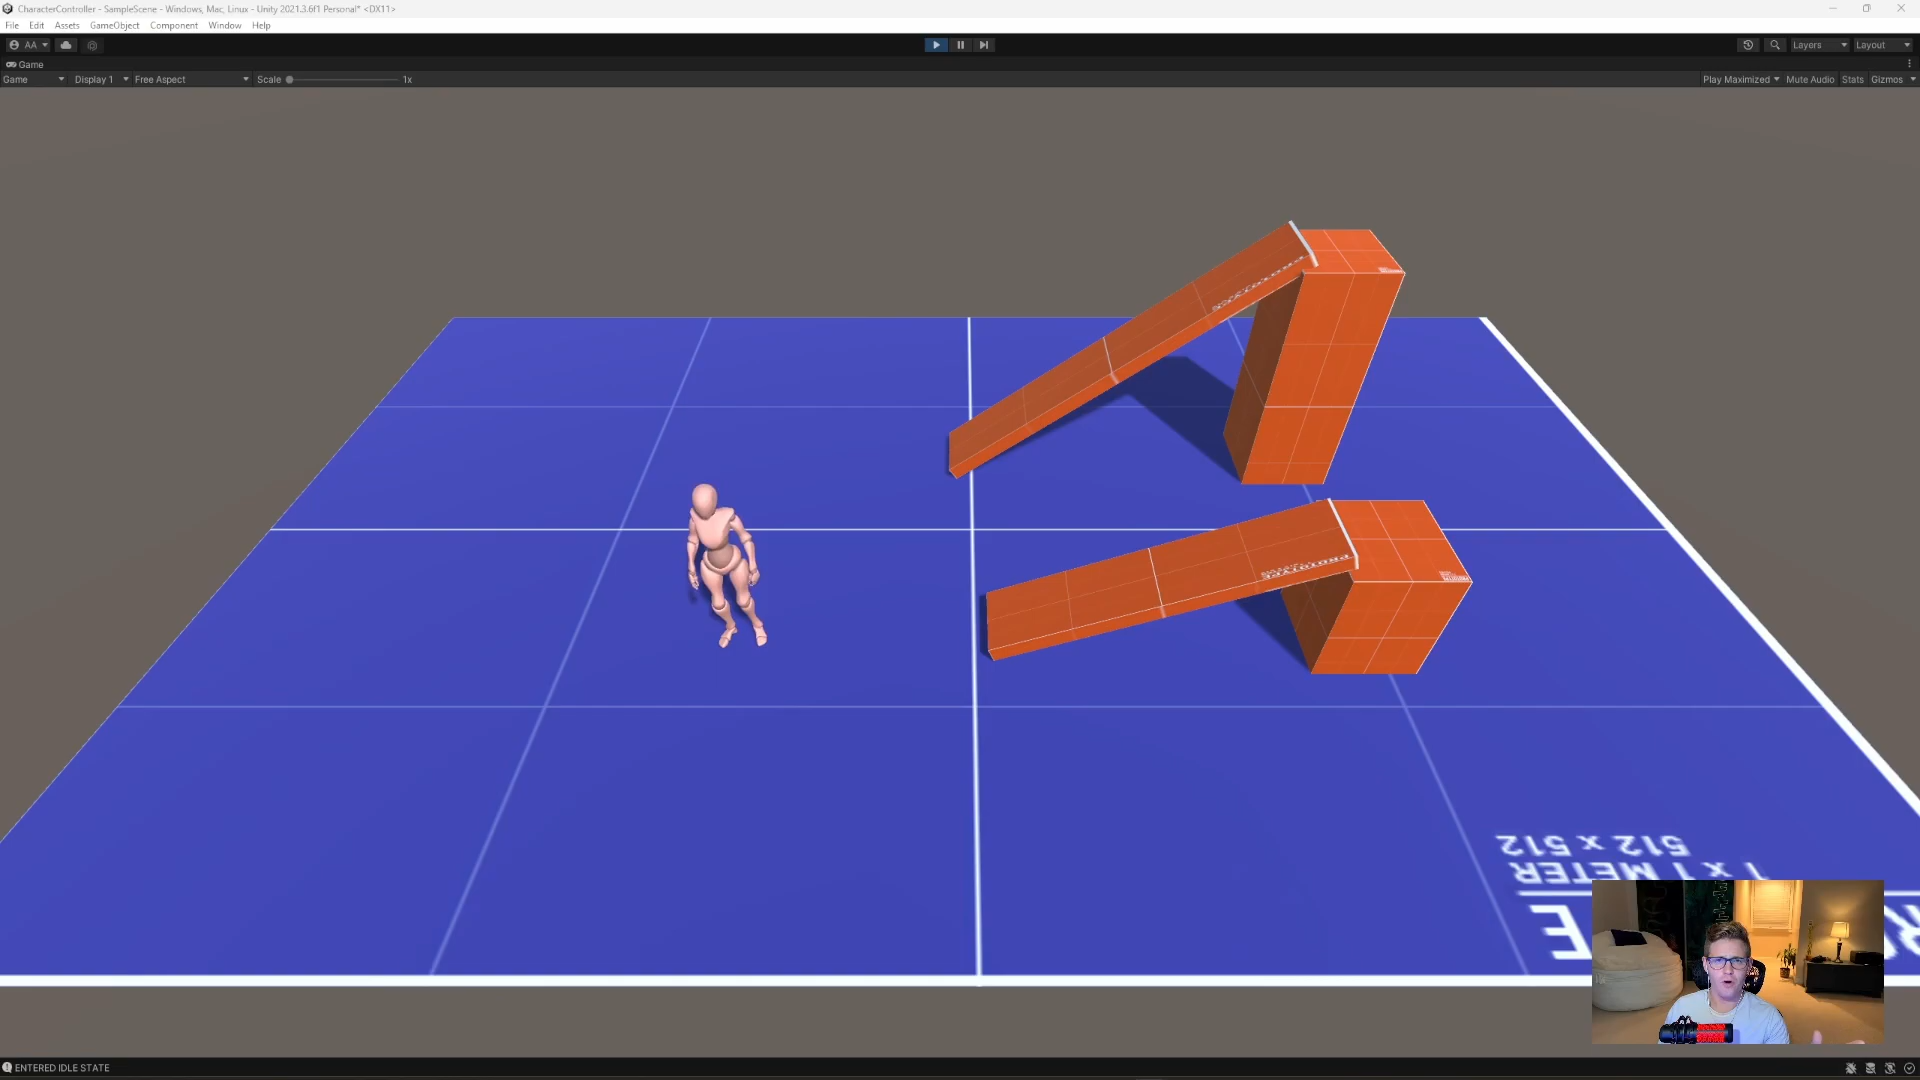 CharacterController - SampleScene - Windows, Mac, Linux - Unity 2021.3.6f1 Personal* <DX11>
File Edit Assets GameObject Component Window Help
AA Layers Layout
Game
Game Display 1 Free Aspect Scale 1x Play Maximized Mute Audio Stats Gizmos
PROTOTYPE
512 x 512
1 x 1 METER
ENTERED IDLE STATE